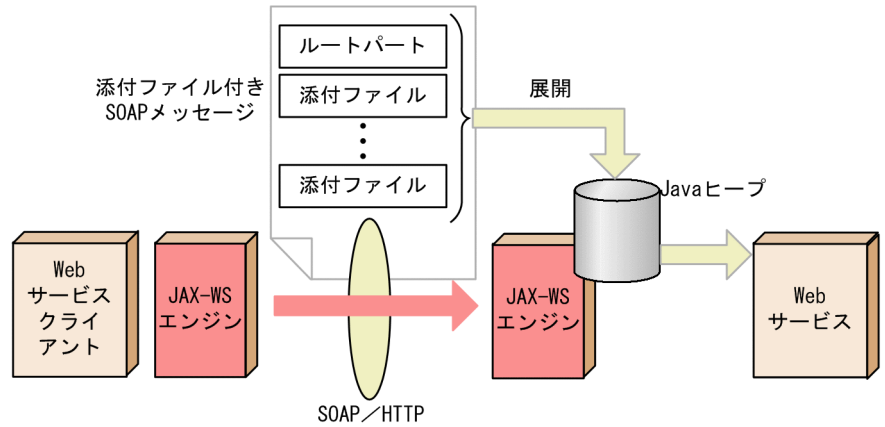 ルートパート
添付ファイル付き
SOAPメッセージ
添付ファイル
添付ファイル
展開
Javaヒープ
Web
サービス
クライ
アント
JAX-WS
エンジン
JAX-WS
エンジン
Web
サービス
SOAP／HTTP